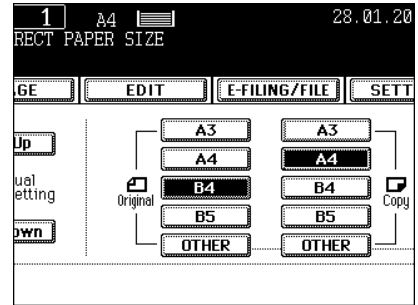 1 A4 28.01.20
RECT PAPER SIZE
.GE EDIT E-FILING/FILE SETT
Up
ual
etting
own
Original
A3
A4
B4
B5
OTHER
A3
A4
B4
B5
OTHER
Copy